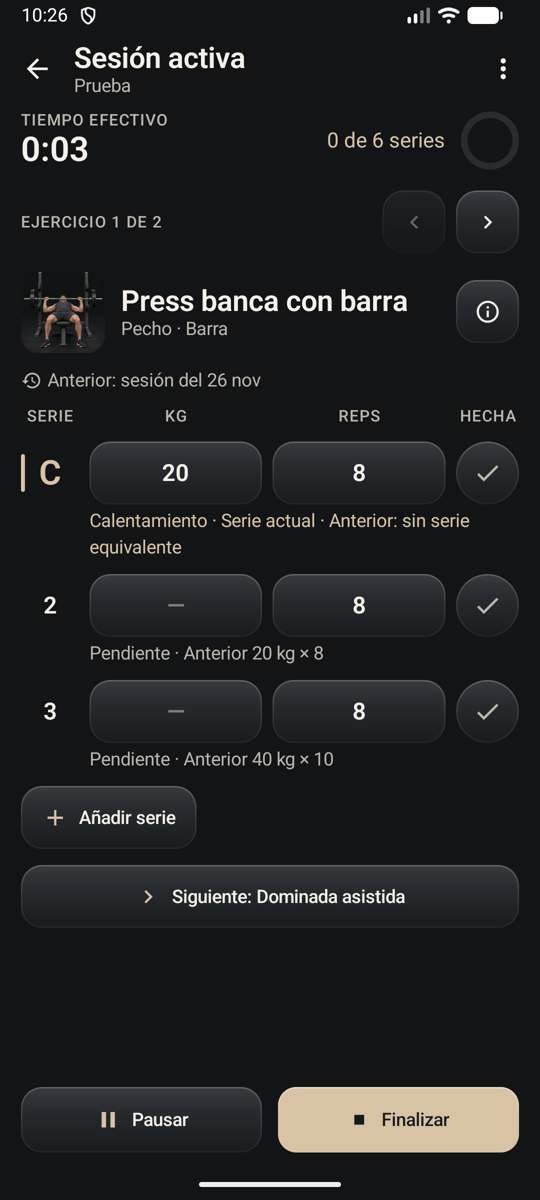 10:26
Sesión activa
Prueba
TIEMPO EFECTIVO
0:03
0 de 6 series
EJERCICIO 1 DE 2
Press banca con barra
Pecho · Barra
Anterior: sesión del 26 nov
SERIE KG REPS HECHA
C 20 8
Calentamiento · Serie actual · Anterior: sin serie
equivalente
2 – 8
Pendiente · Anterior 20 kg × 8
3 – 8
Pendiente · Anterior 40 kg × 10
+ Añadir serie
Siguiente: Dominada asistida
Pausar
Finalizar